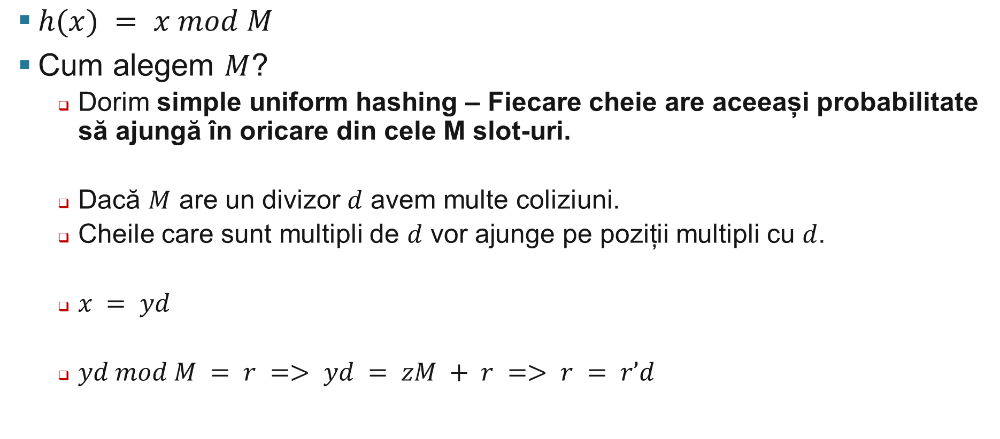 h(x) = x mod M
Cum alegem M?
Dorim simple uniform hashing – Fiecare cheie are aceeași probabilitate
să ajungă în oricare din cele M slot-uri.
Dacă M are un divizor d avem multe coliziuni.
Cheile care sunt multipli de d vor ajunge pe poziții multipli cu d.
x = yd
yd mod M = r => yd = zM + r => r = r’d